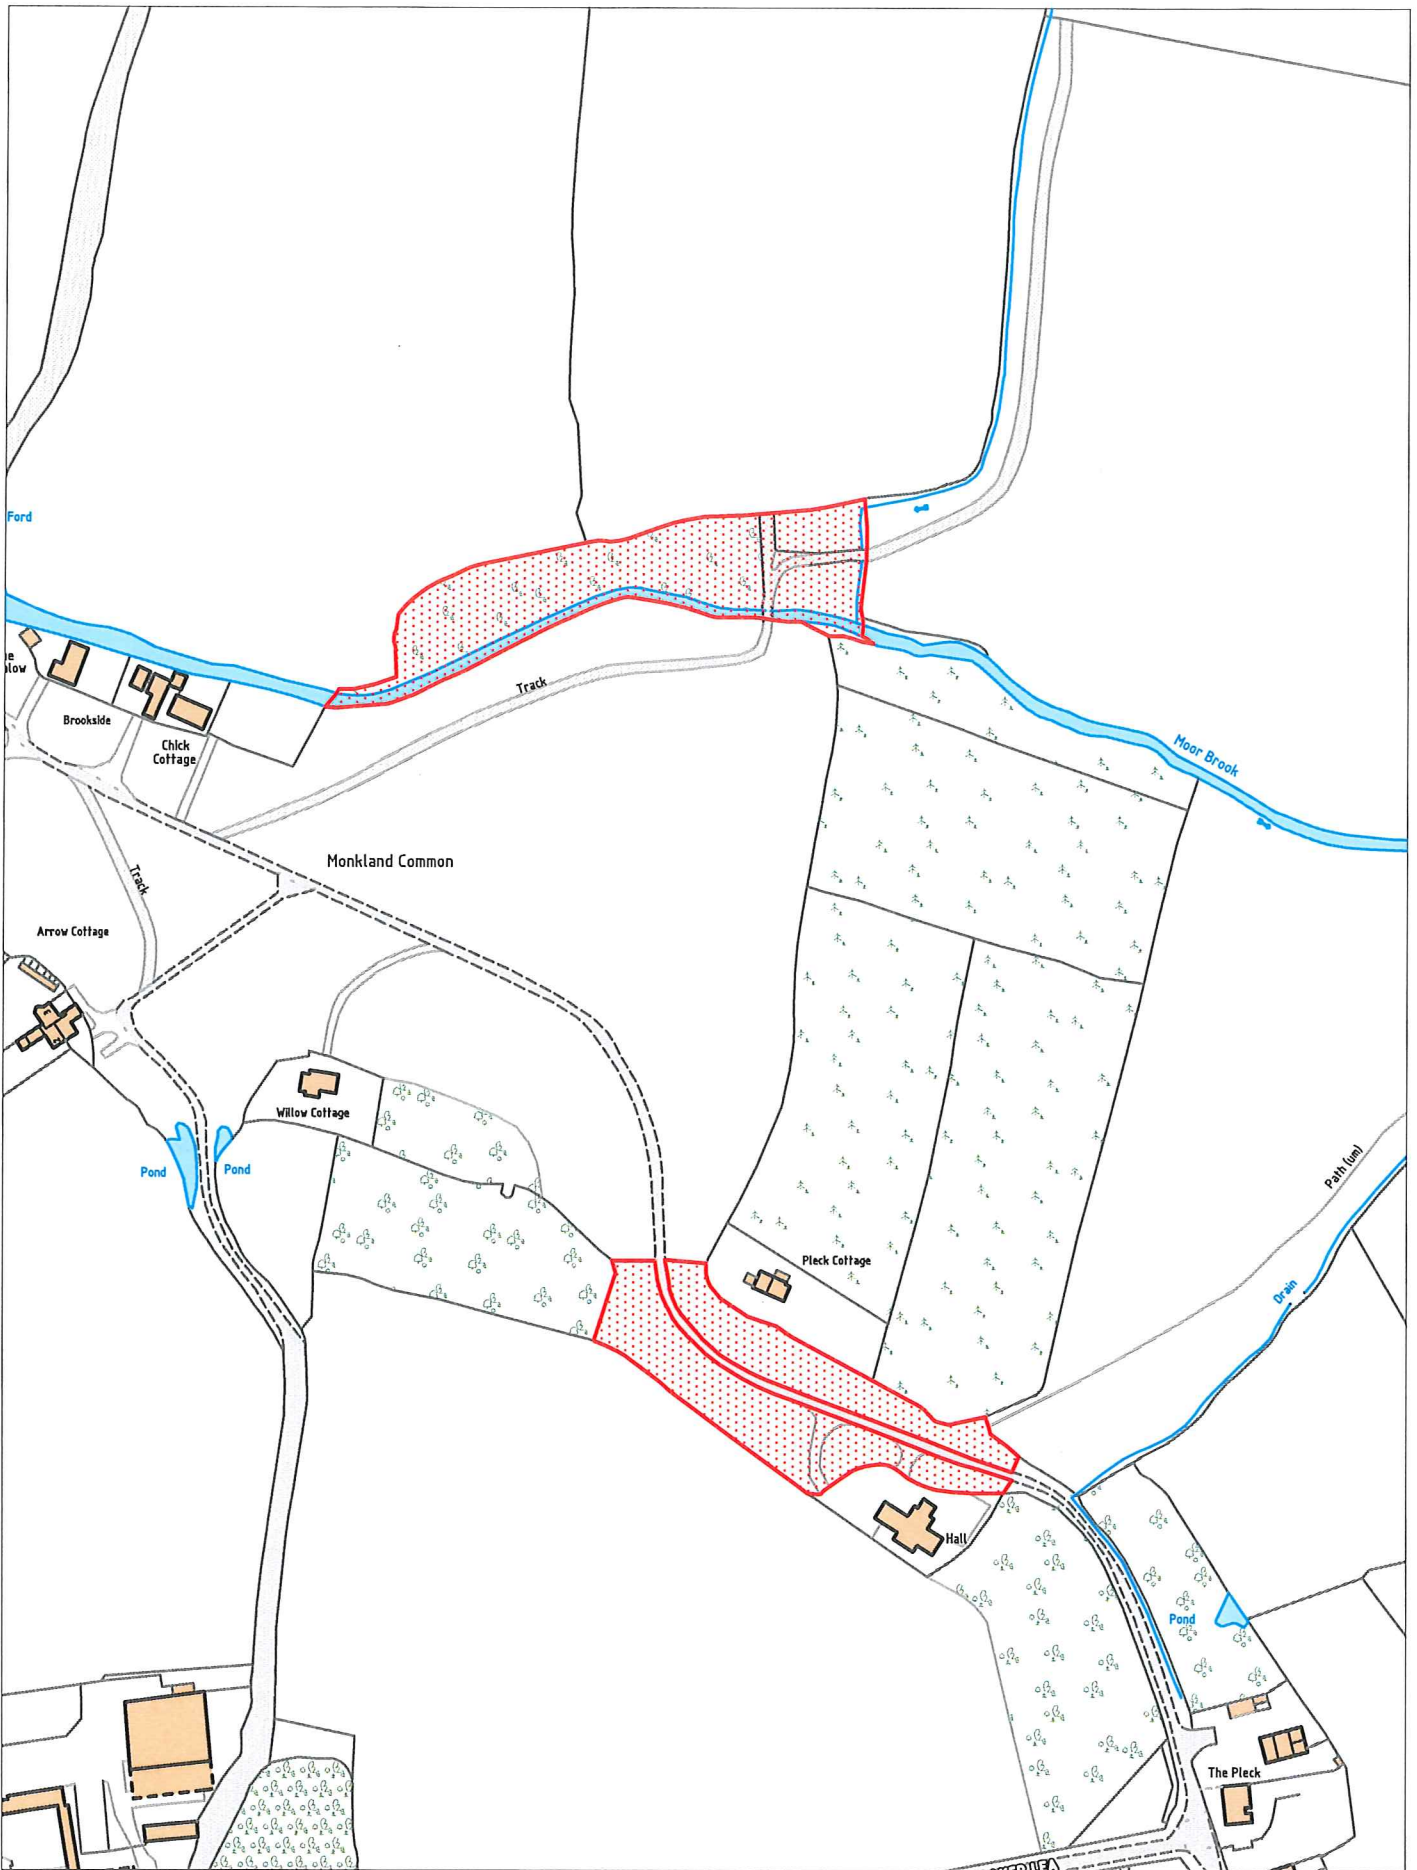 Ford
Track
Brookside
Chick
Cottage
Moor Brook
Monkland Common
Track
Arrow Cottage
Willow Cottage
Pond
Pond
Path (um)
Pleck Cottage
Drain
Hall
Pond
The Pleck